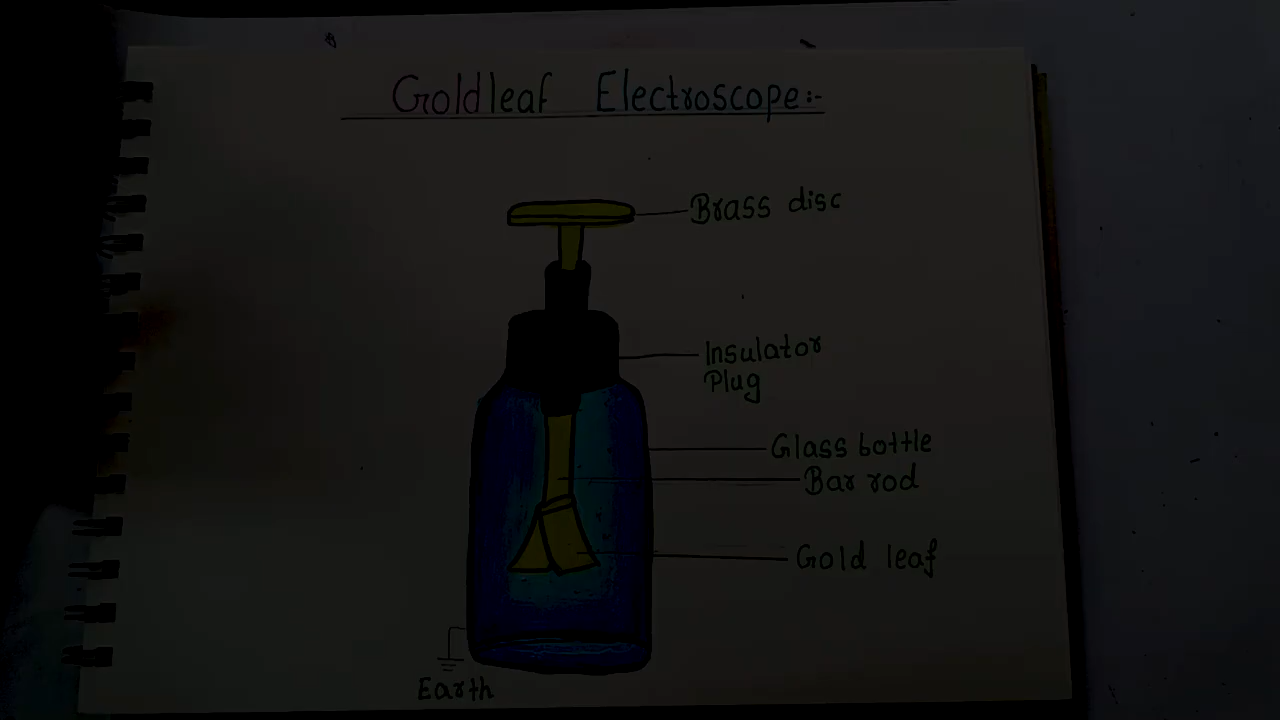 Goldleaf Electroscope:-
Brass disc
Insulator
Plug
Glass bottle
Bar rod
Gold leaf
Earth